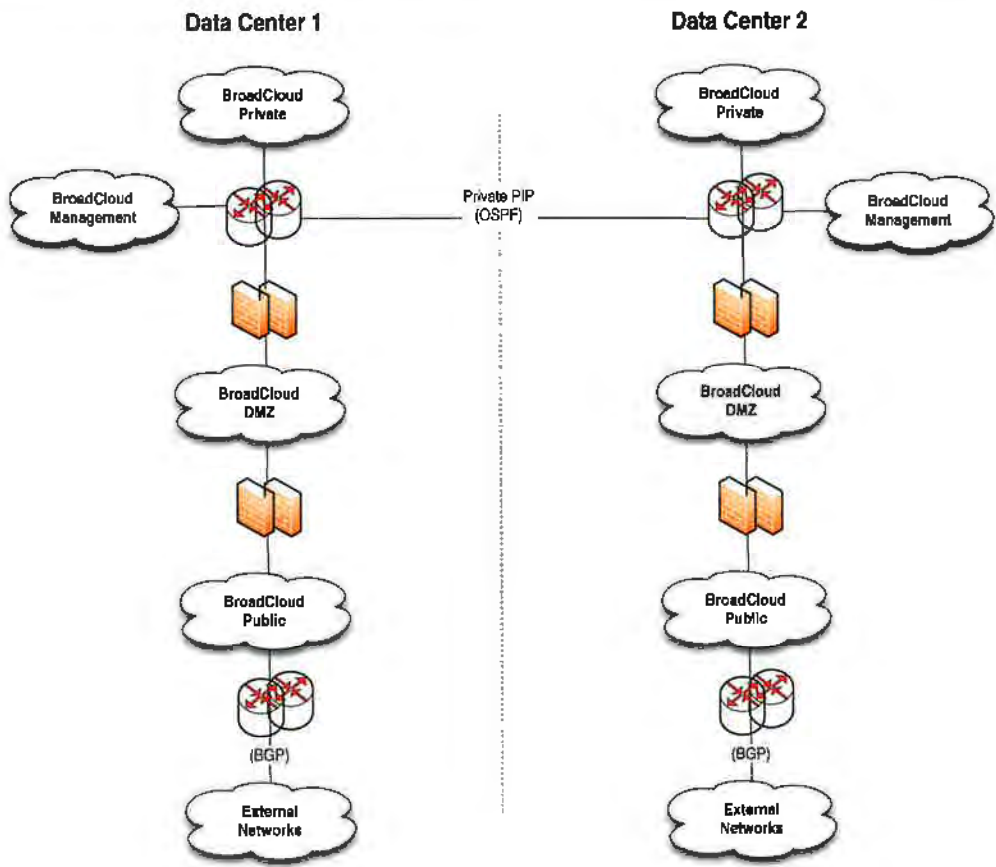 Data Center 1
Data Center 2
BroadCloud
Private
BroadCloud
Private
BroadCloud
Management
Private PIP
(OSPF)
BroadCloud
Management
BroadCloud
DMZ
BroadCloud
DMZ
BroadCloud
Public
BroadCloud
Public
(BGP)
(BGP)
External
Networks
External
Networks